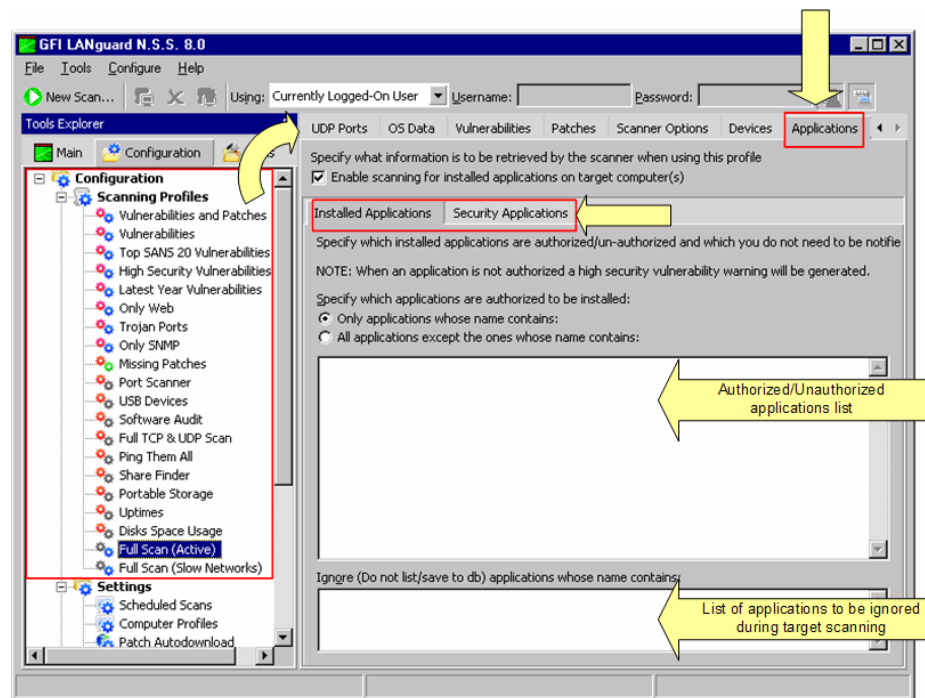 GFI LANguard N.S.S. 8.0
File Tools Configure Help
New Scan... Using: Currently Logged-On User Username: Password:
Tools Explorer
Main Configuration
UDP Ports OS Data Vulnerabilities Patches Scanner Options Devices Applications
Specify what information is to be retrieved by the scanner when using this profile
Enable scanning for installed applications on target computer(s)
Installed Applications Security Applications
Specify which installed applications are authorized/un-authorized and which you do not need to be notifie
NOTE: When an application is not authorized a high security vulnerability warning will be generated.
Specify which applications are authorized to be installed:
Only applications whose name contains:
All applications except the ones whose name contains:
Authorized/Unauthorized
applications list
Ignore (Do not list/save to db) applications whose name contains:
List of applications to be ignored
during target scanning
Configuration
Scanning Profiles
Vulnerabilities and Patches
Vulnerabilities
Top SANS 20 Vulnerabilities
High Security Vulnerabilities
Latest Year Vulnerabilities
Only Web
Trojan Ports
Only SNMP
Missing Patches
Port Scanner
USB Devices
Software Audit
Full TCP & UDP Scan
Ping Them All
Share Finder
Portable Storage
Uptimes
Disks Space Usage
Full Scan (Active)
Full Scan (Slow Networks)
Settings
Scheduled Scans
Computer Profiles
Patch Autodownload